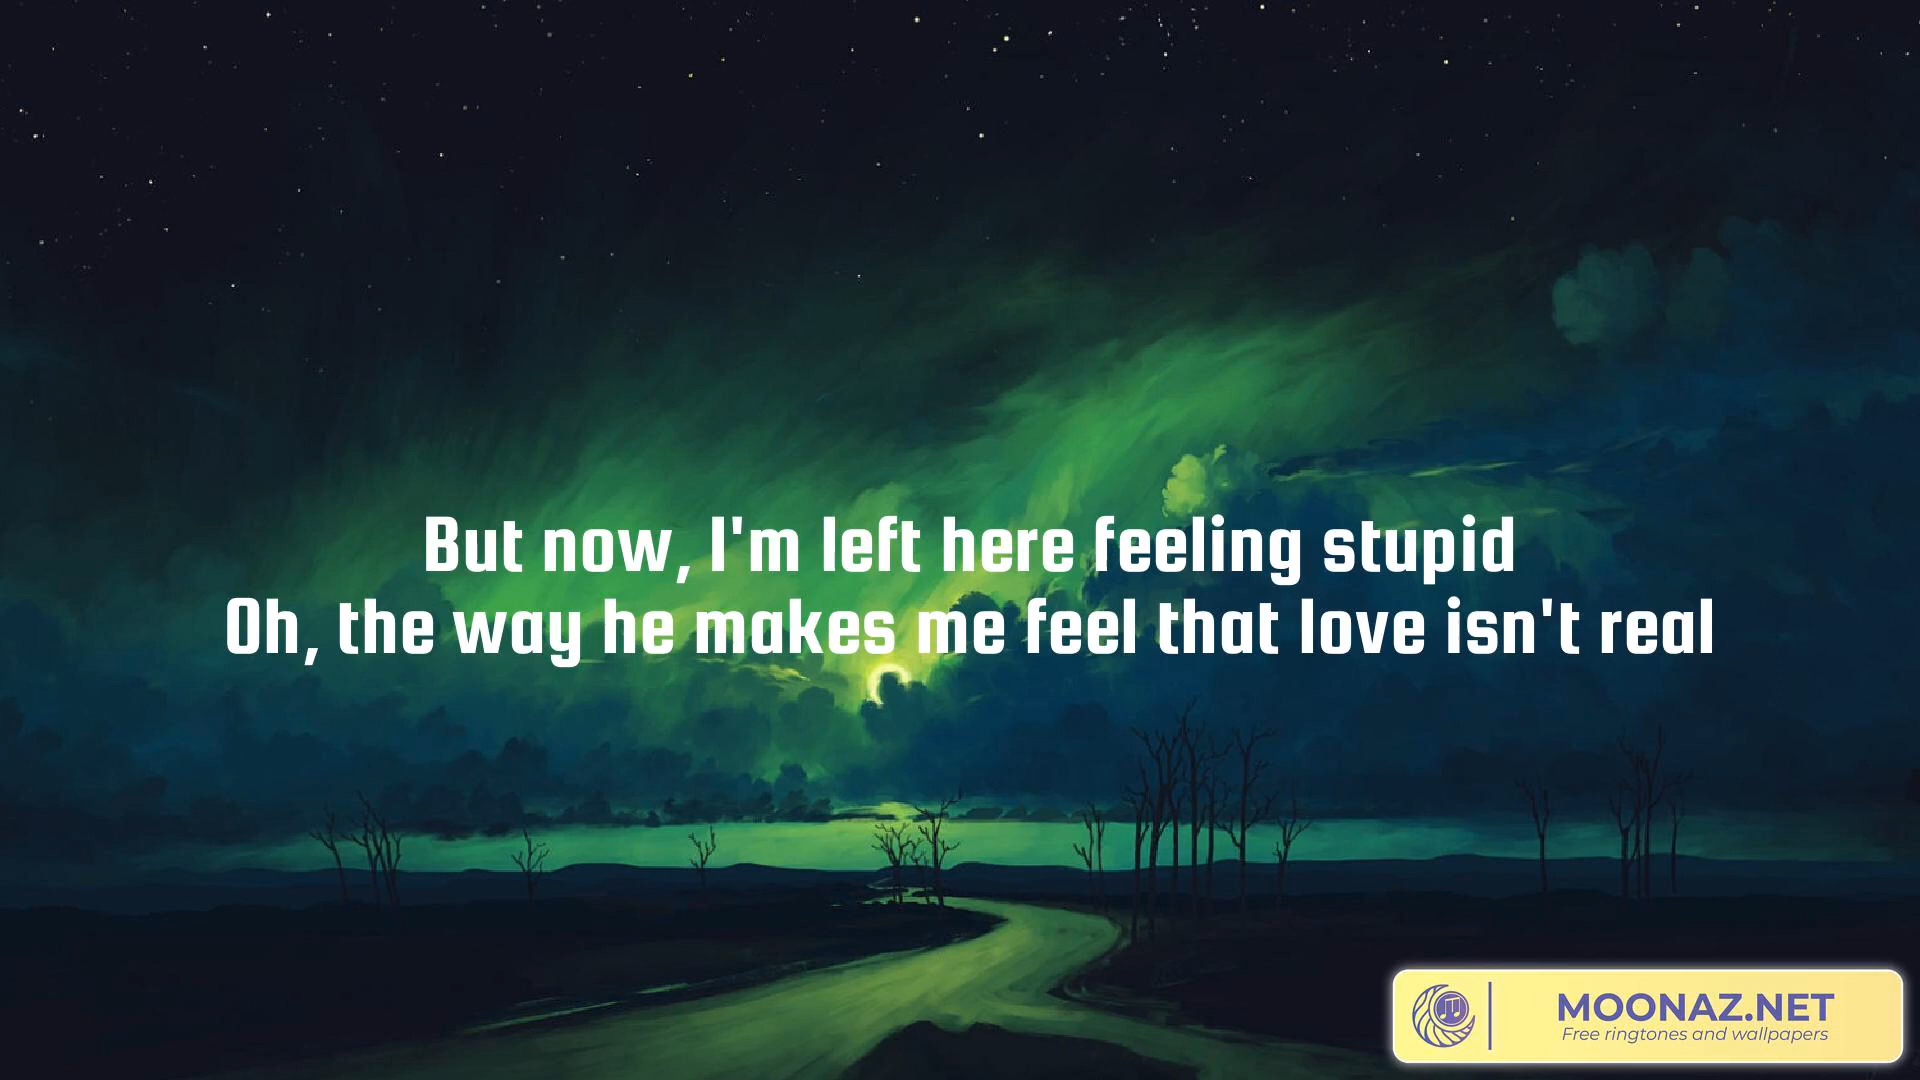 But now, I'm left here feeling stupid
Oh, the way he makes me feel that love isn't real
MOONAZ.NET
Free ringtones and wallpapers